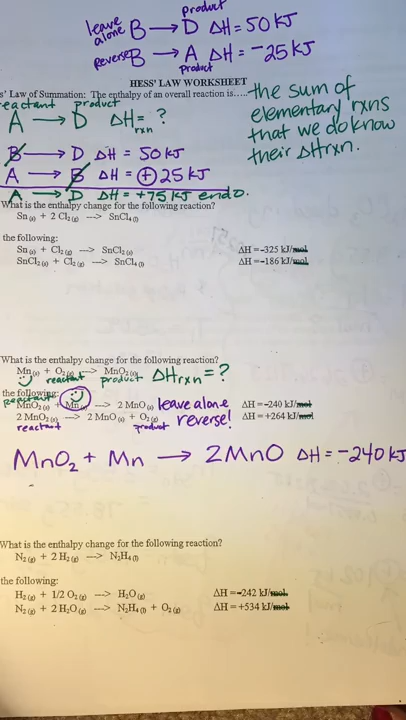 product
leave alone B → D ΔH = 50 kJ
reverse B → A ΔH = -25 kJ
product
HESS' LAW WORKSHEET
s' Law of Summation: The enthalpy of an overall reaction is..... the sum of
elementary rxns
that we do know
their ΔHrxn.
reactant product
A → D ΔHrxn = ?
B → D ΔH = 50 kJ
A → B ΔH = + 25 kJ
A → D ΔH = +75 kJ endo.
What is the enthalpy change for the following reaction?
Sn (s) + 2 Cl2 (g) —> SnCl4 (l)
the following:
Sn (s) + Cl2 (g) —> SnCl2 (s) ΔH = -325 kJ/mol
SnCl2 (s) + Cl2 (g) —> SnCl4 (l) ΔH = -186 kJ/mol
What is the enthalpy change for the following reaction?
Mn (s) + O2 (g) —> MnO2 (s) ΔHrxn = ?
reactant product
the following:
Reactant
MnO2 (s) + Mn (s) —> 2 MnO (s) leave alone ΔH = -240 kJ/mol
2 MnO2 (s) —> 2 MnO (s) + O2 (g) reverse! ΔH = +264 kJ/mol
reactant product
MnO2 + Mn → 2MnO ΔH = -240 kJ
What is the enthalpy change for the following reaction?
N2 (g) + 2 H2 (g) —> N2H4 (l)
the following:
H2 (g) + 1/2 O2 (g) —> H2O (g) ΔH = -242 kJ/mol
N2 (g) + 2 H2O (g) —> N2H4 (l) + O2 (g) ΔH = +534 kJ/mol